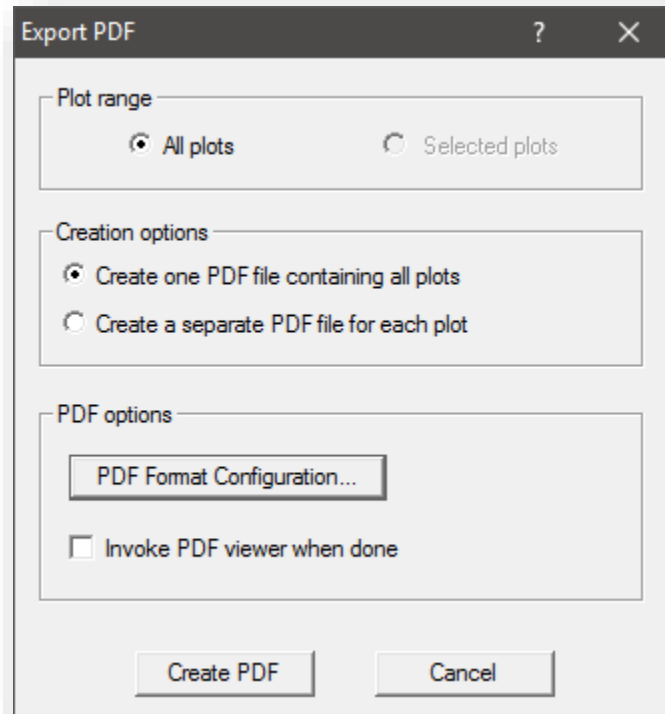 Export PDF ?
Plot range
All plots Selected plots
Creation options
Create one PDF file containing all plots
Create a separate PDF file for each plot
PDF options
PDF Format Configuration...
Invoke PDF viewer when done
Create PDF Cancel